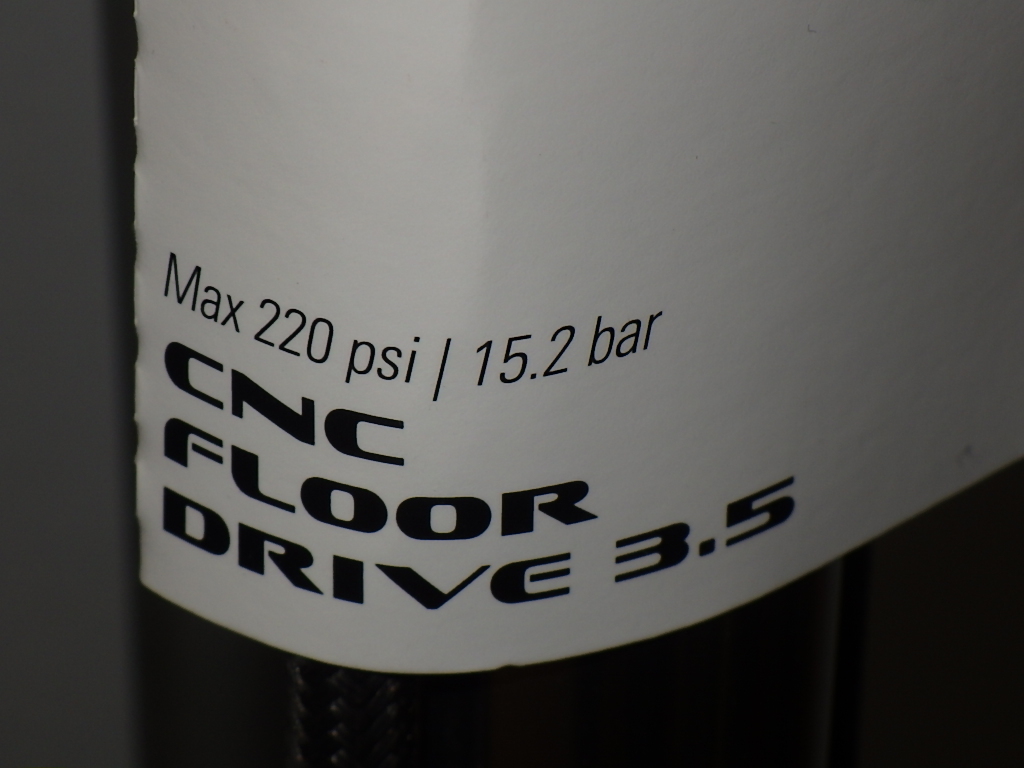 Max 220 psi | 15.2 bar
CNC
FLOOR
DRIVE 3.5